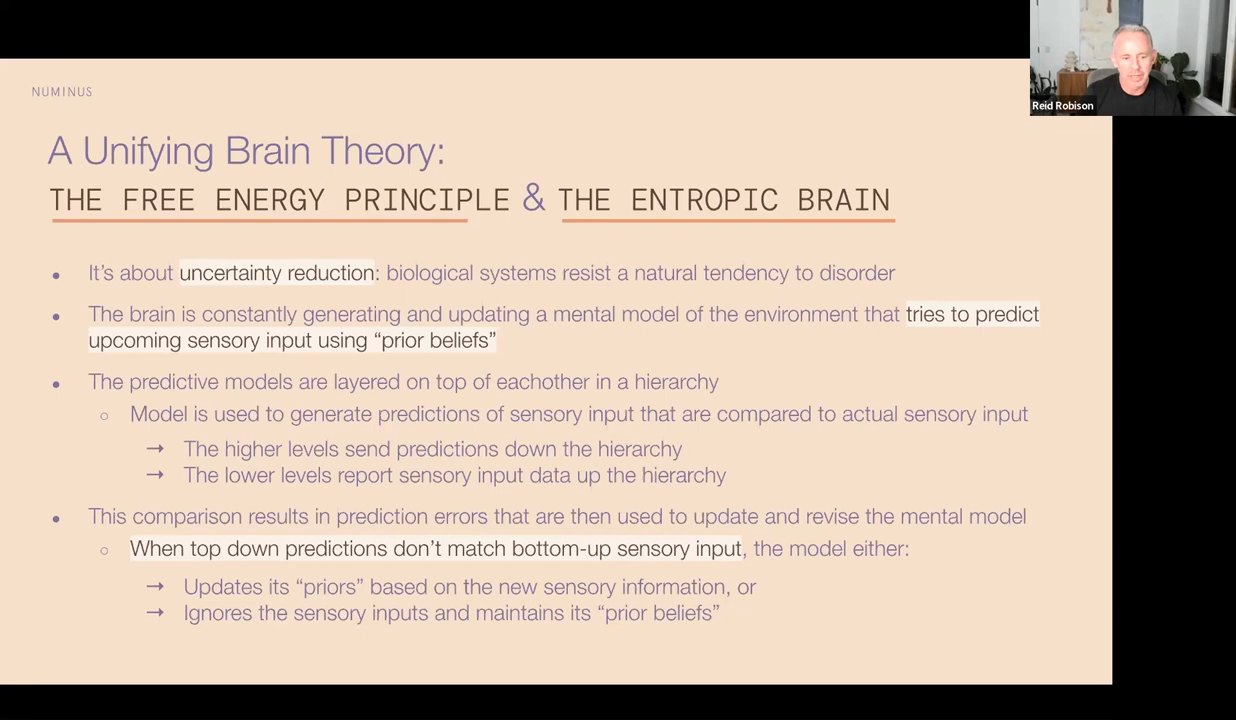 NUMINUS
Reid Robison
A Unifying Brain Theory:
THE FREE ENERGY PRINCIPLE & THE ENTROPIC BRAIN
• It’s about uncertainty reduction: biological systems resist a natural tendency to disorder
• The brain is constantly generating and updating a mental model of the environment that tries to predict
upcoming sensory input using “prior beliefs”
• The predictive models are layered on top of eachother in a hierarchy
○ Model is used to generate predictions of sensory input that are compared to actual sensory input
→ The higher levels send predictions down the hierarchy
→ The lower levels report sensory input data up the hierarchy
• This comparison results in prediction errors that are then used to update and revise the mental model
○ When top down predictions don’t match bottom-up sensory input, the model either:
→ Updates its “priors” based on the new sensory information, or
→ Ignores the sensory inputs and maintains its “prior beliefs”